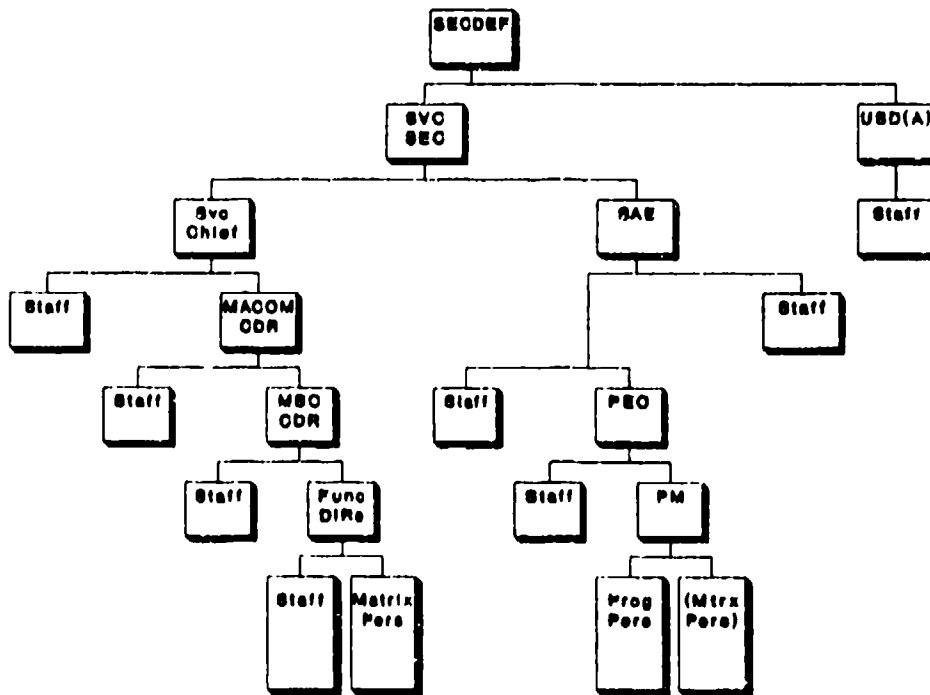 SECDEF
SVC
SEC
USD(A)
Svc
Chief
SAE
Staff
Staff
MACOM
CDR
Staff
Staff
MSC
CDR
Staff
PEO
Staff
Func
DIRs
Staff
PM
Staff
Matrix
Pers
Prog
Pers
(Mtrx
Pers)